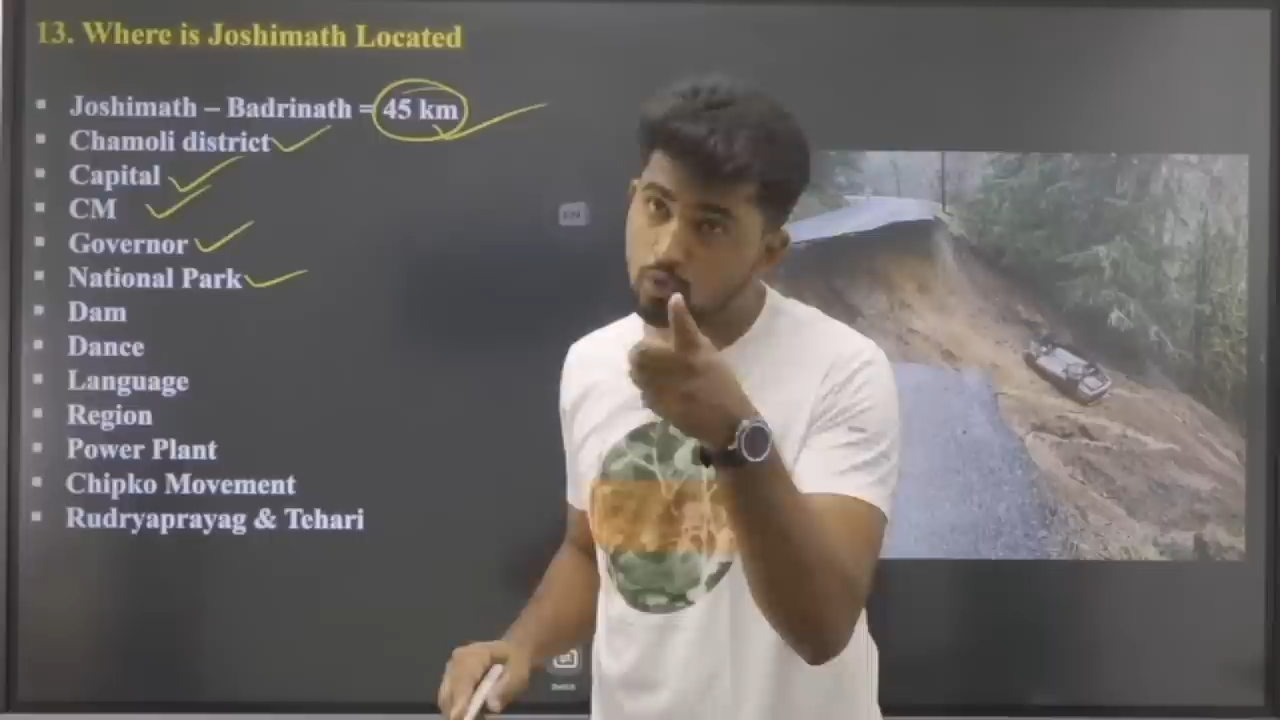 13. Where is Joshimath Located
▪ Joshimath – Badrinath = 45 km
▪ Chamoli district
▪ Capital
▪ CM
▪ Governor
▪ National Park
▪ Dam
▪ Dance
▪ Language
▪ Region
▪ Power Plant
▪ Chipko Movement
▪ Rudryaprayag & Tehari